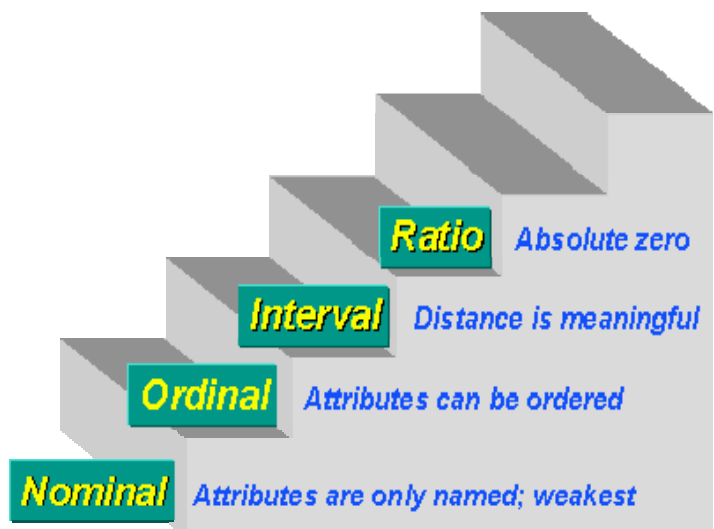 Ratio Absolute zero
Interval Distance is meaningful
Ordinal Attributes can be ordered
Nominal Attributes are only named; weakest